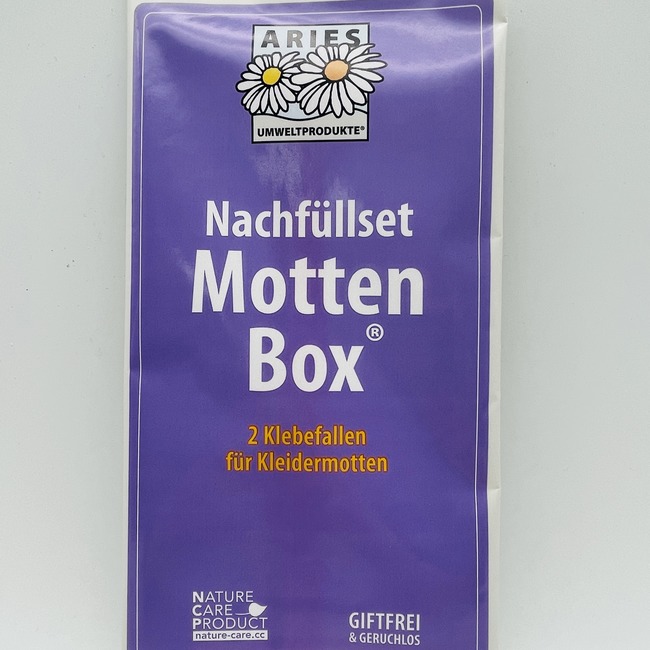 ARIES
UMWELTPRODUKTE®
Nachfüllset
Motten
Box®
2 Klebefallen
für Kleidermotten
NATURE
CARE
PRODUCT
nature-care.cc
GIFTFREI
& GERUCHLOS